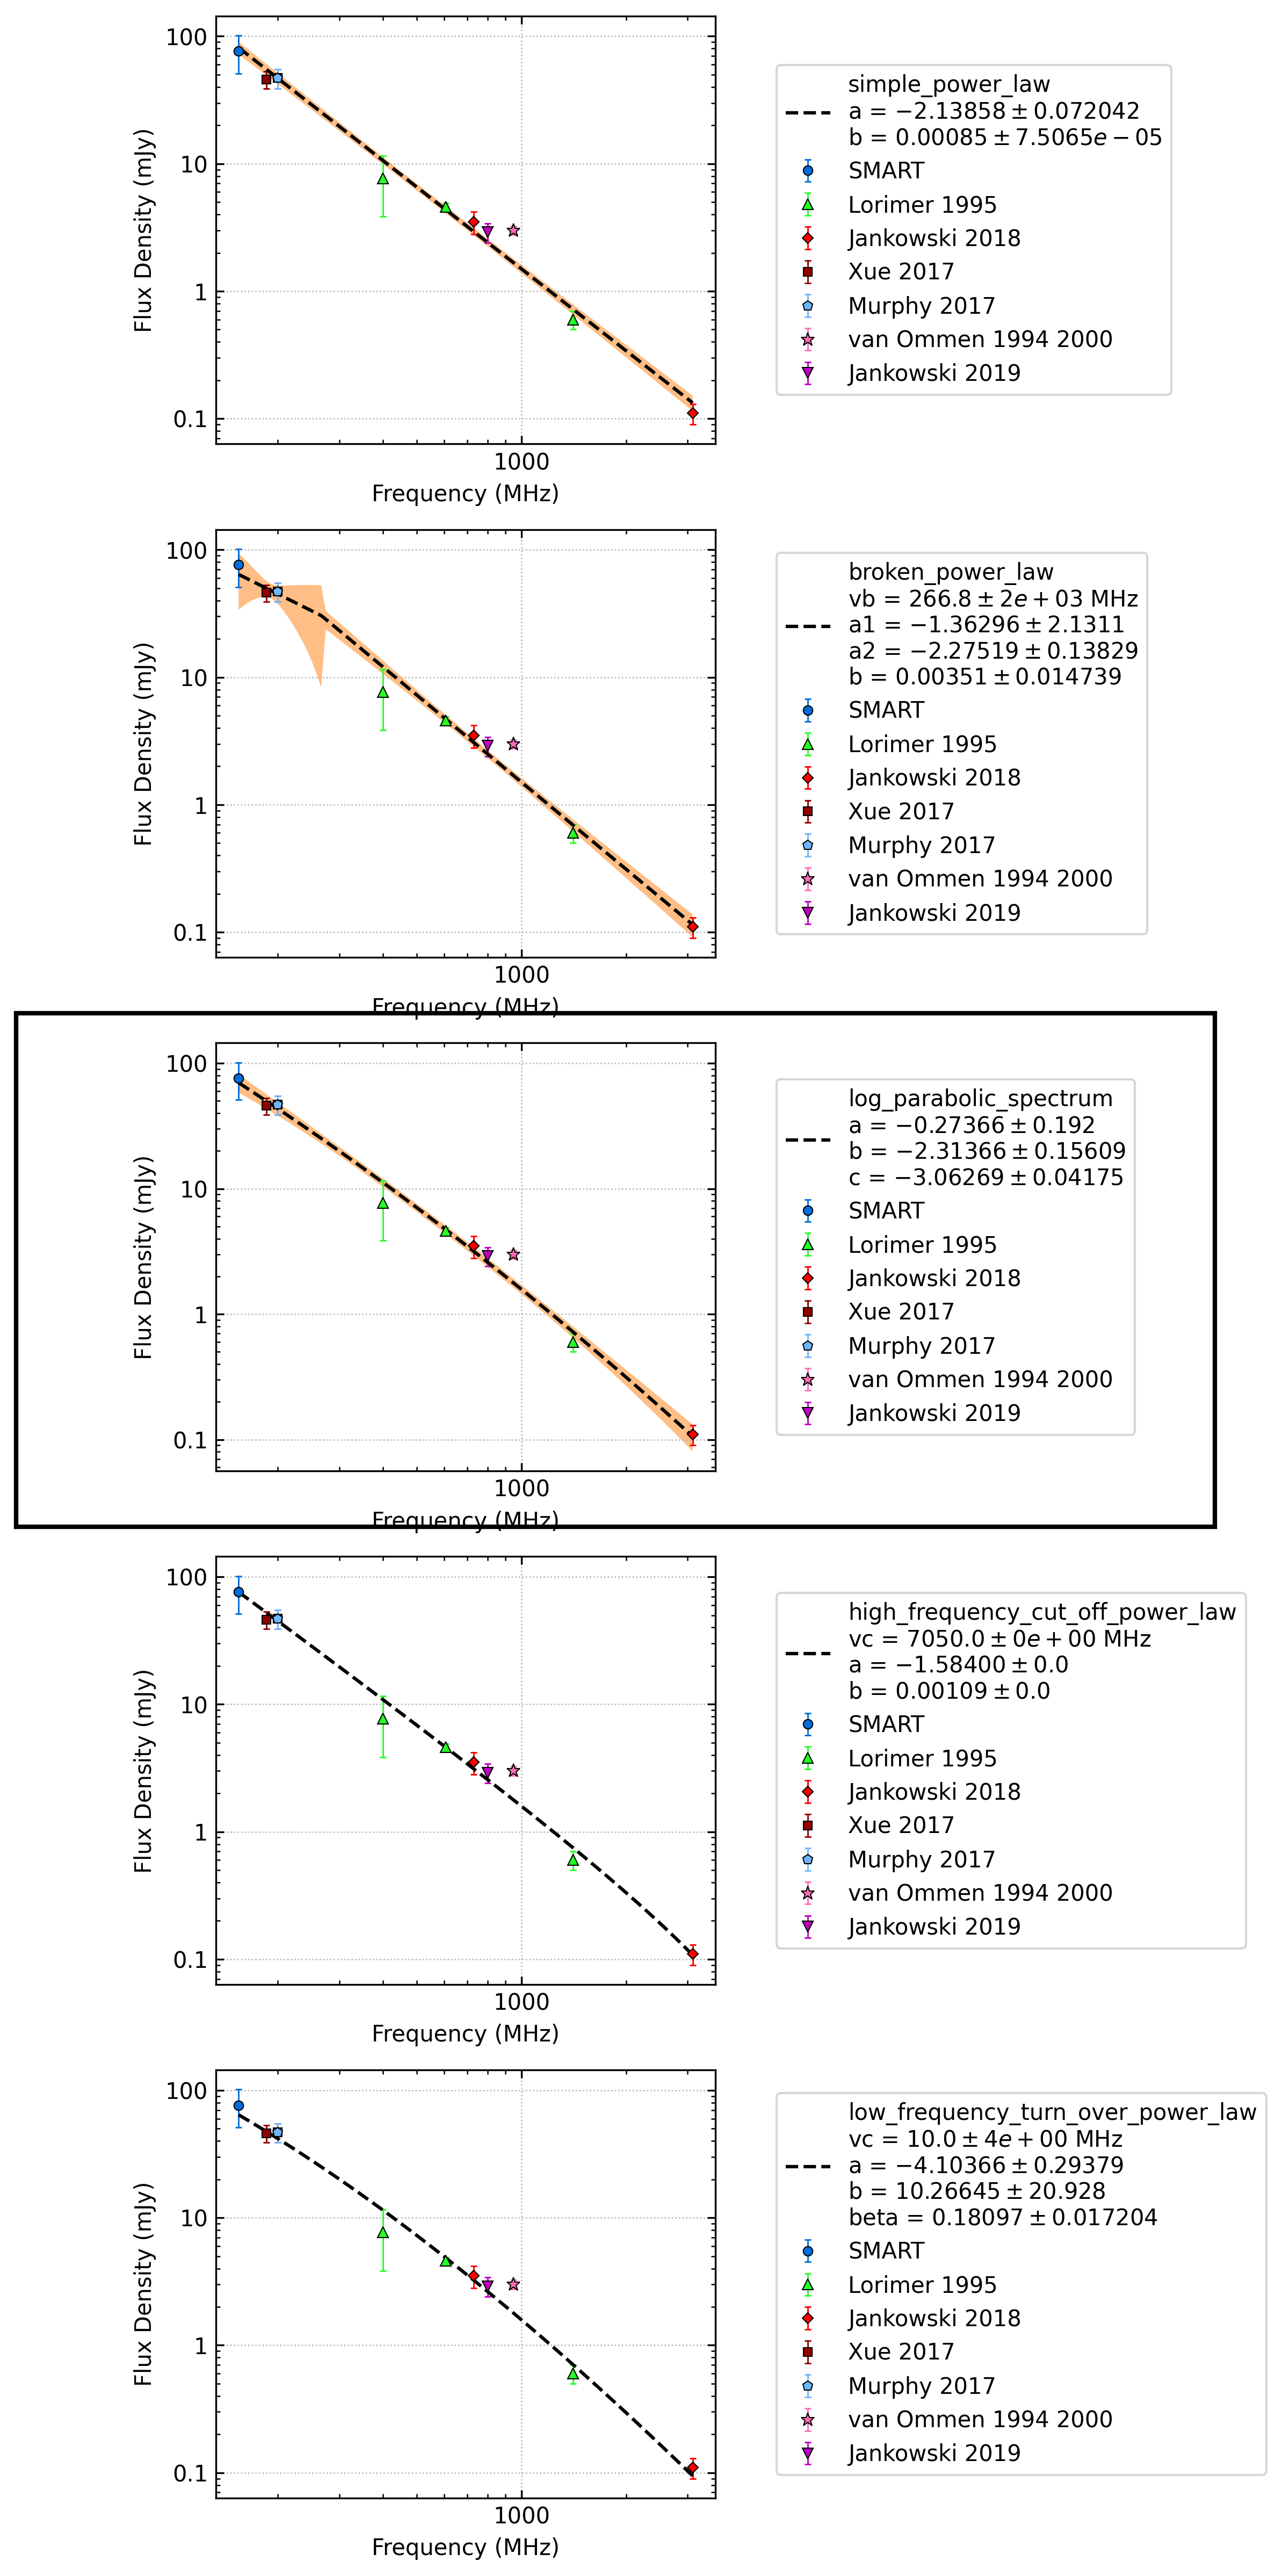 100
10
1
0.1
Flux Density (mJy)
1000
Frequency (MHz)
simple_power_law
a = −2.13858 ± 0.072042
b = 0.00085 ± 7.5065e − 05
SMART
Lorimer 1995
Jankowski 2018
Xue 2017
Murphy 2017
van Ommen 1994 2000
Jankowski 2019
100
10
1
0.1
Flux Density (mJy)
1000
Frequency (MHz)
broken_power_law
vb = 266.8 ± 2e + 03 MHz
a1 = −1.36296 ± 2.1311
a2 = −2.27519 ± 0.13829
b = 0.00351 ± 0.014739
SMART
Lorimer 1995
Jankowski 2018
Xue 2017
Murphy 2017
van Ommen 1994 2000
Jankowski 2019
100
10
1
0.1
Flux Density (mJy)
1000
Frequency (MHz)
log_parabolic_spectrum
a = −0.27366 ± 0.192
b = −2.31366 ± 0.15609
c = −3.06269 ± 0.04175
SMART
Lorimer 1995
Jankowski 2018
Xue 2017
Murphy 2017
van Ommen 1994 2000
Jankowski 2019
100
10
1
0.1
Flux Density (mJy)
1000
Frequency (MHz)
high_frequency_cut_off_power_law
vc = 7050.0 ± 0e + 00 MHz
a = −1.58400 ± 0.0
b = 0.00109 ± 0.0
SMART
Lorimer 1995
Jankowski 2018
Xue 2017
Murphy 2017
van Ommen 1994 2000
Jankowski 2019
100
10
1
0.1
Flux Density (mJy)
1000
Frequency (MHz)
low_frequency_turn_over_power_law
vc = 10.0 ± 4e + 00 MHz
a = −4.10366 ± 0.29379
b = 10.26645 ± 20.928
beta = 0.18097 ± 0.017204
SMART
Lorimer 1995
Jankowski 2018
Xue 2017
Murphy 2017
van Ommen 1994 2000
Jankowski 2019